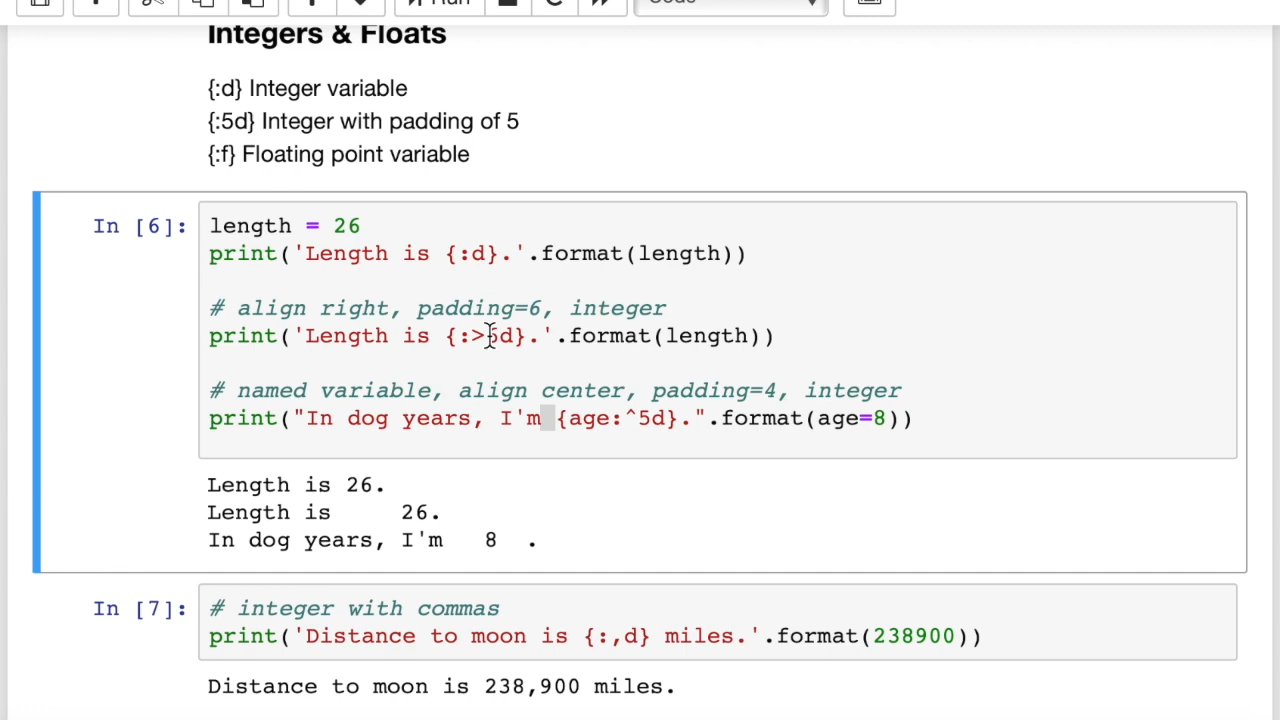 Run Code
Integers & Floats
{:d} Integer variable
{:5d} Integer with padding of 5
{:f} Floating point variable
In [6]: length = 26
print('Length is {:d}.'.format(length))
# align right, padding=6, integer
print('Length is {:>6d}.'.format(length))
# named variable, align center, padding=4, integer
print("In dog years, I'm {age:^5d}.".format(age=8))
Length is 26.
Length is     26.
In dog years, I'm   8  .
In [7]: # integer with commas
print('Distance to moon is {:,d} miles.'.format(238900))
Distance to moon is 238,900 miles.